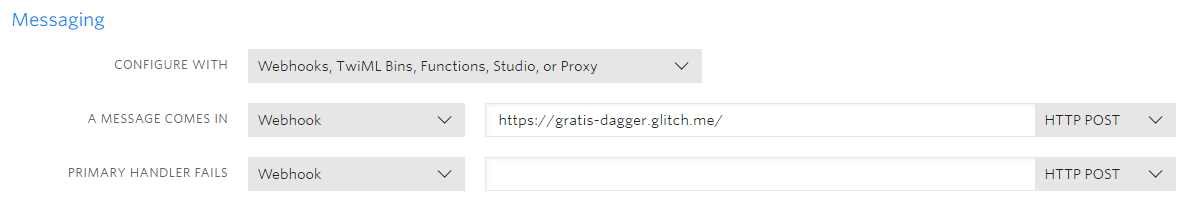 Messaging
CONFIGURE WITH Webhooks, TwiML Bins, Functions, Studio, or Proxy
A MESSAGE COMES IN Webhook https://gratis-dagger.glitch.me/ HTTP POST
PRIMARY HANDLER FAILS Webhook HTTP POST